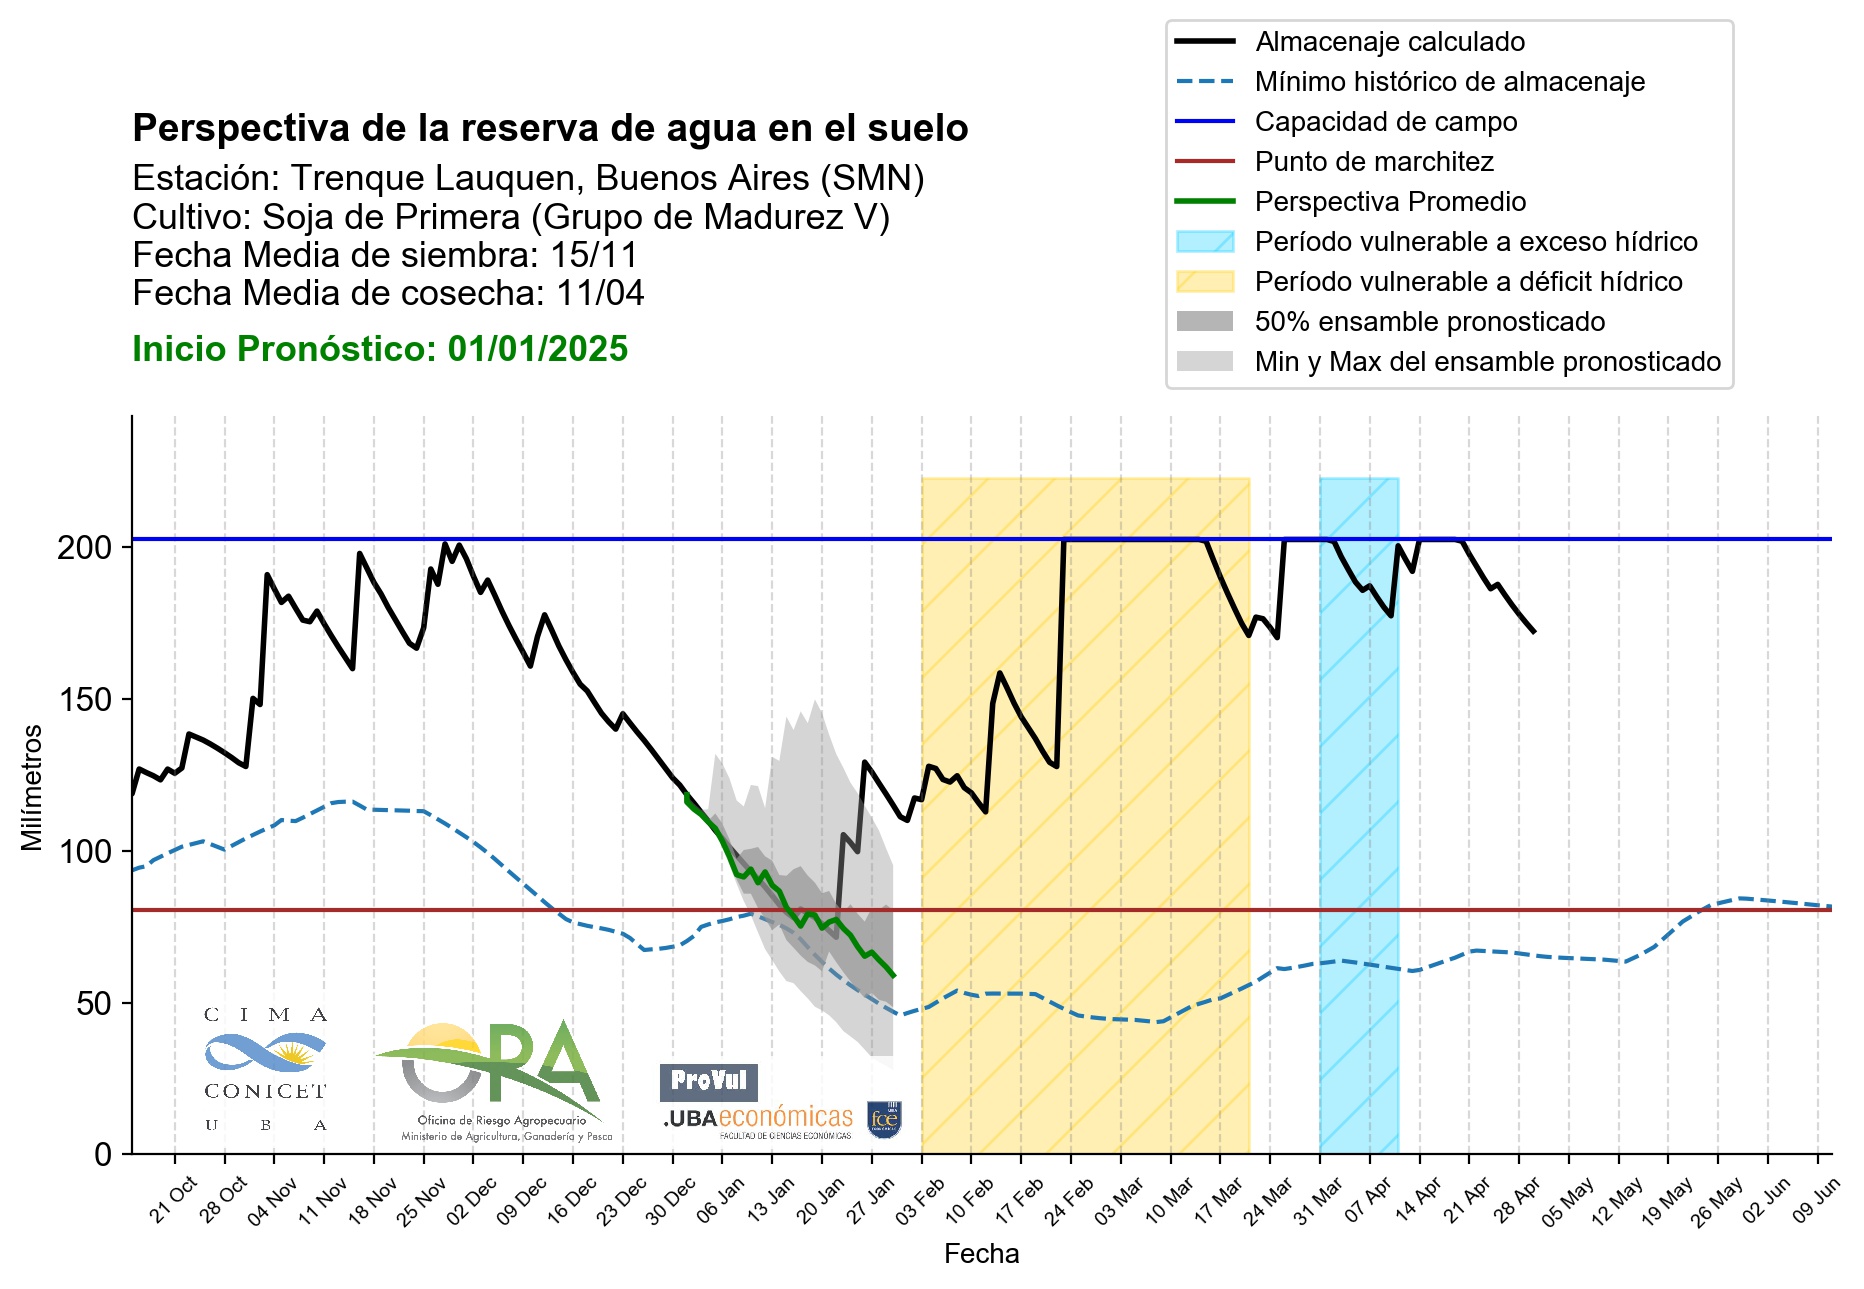 Almacenaje calculado
Mínimo histórico de almacenaje
Capacidad de campo
Punto de marchitez
Perspectiva Promedio
Período vulnerable a exceso hídrico
Período vulnerable a déficit hídrico
50% ensamble pronosticado
Min y Max del ensamble pronosticado
Perspectiva de la reserva de agua en el suelo
Estación: Trenque Lauquen, Buenos Aires (SMN)
Cultivo: Soja de Primera (Grupo de Madurez V)
Fecha Media de siembra: 15/11
Fecha Media de cosecha: 11/04
Inicio Pronóstico: 01/01/2025
Milímetros
200
150
100
50
0
C I M A
CONICET
U B A
ORA
Oficina de Riesgo Agropecuario
Ministerio de Agricultura, Ganadería y Pesca
ProVul
.UBA económicas
FACULTAD DE CIENCIAS ECONÓMICAS
UBA
fce
ECONÓMICAS
21 Oct
28 Oct
04 Nov
11 Nov
18 Nov
25 Nov
02 Dec
09 Dec
16 Dec
23 Dec
30 Dec
06 Jan
13 Jan
20 Jan
27 Jan
03 Feb
10 Feb
17 Feb
24 Feb
03 Mar
10 Mar
17 Mar
24 Mar
31 Mar
07 Apr
14 Apr
21 Apr
28 Apr
05 May
12 May
19 May
26 May
02 Jun
09 Jun
Fecha